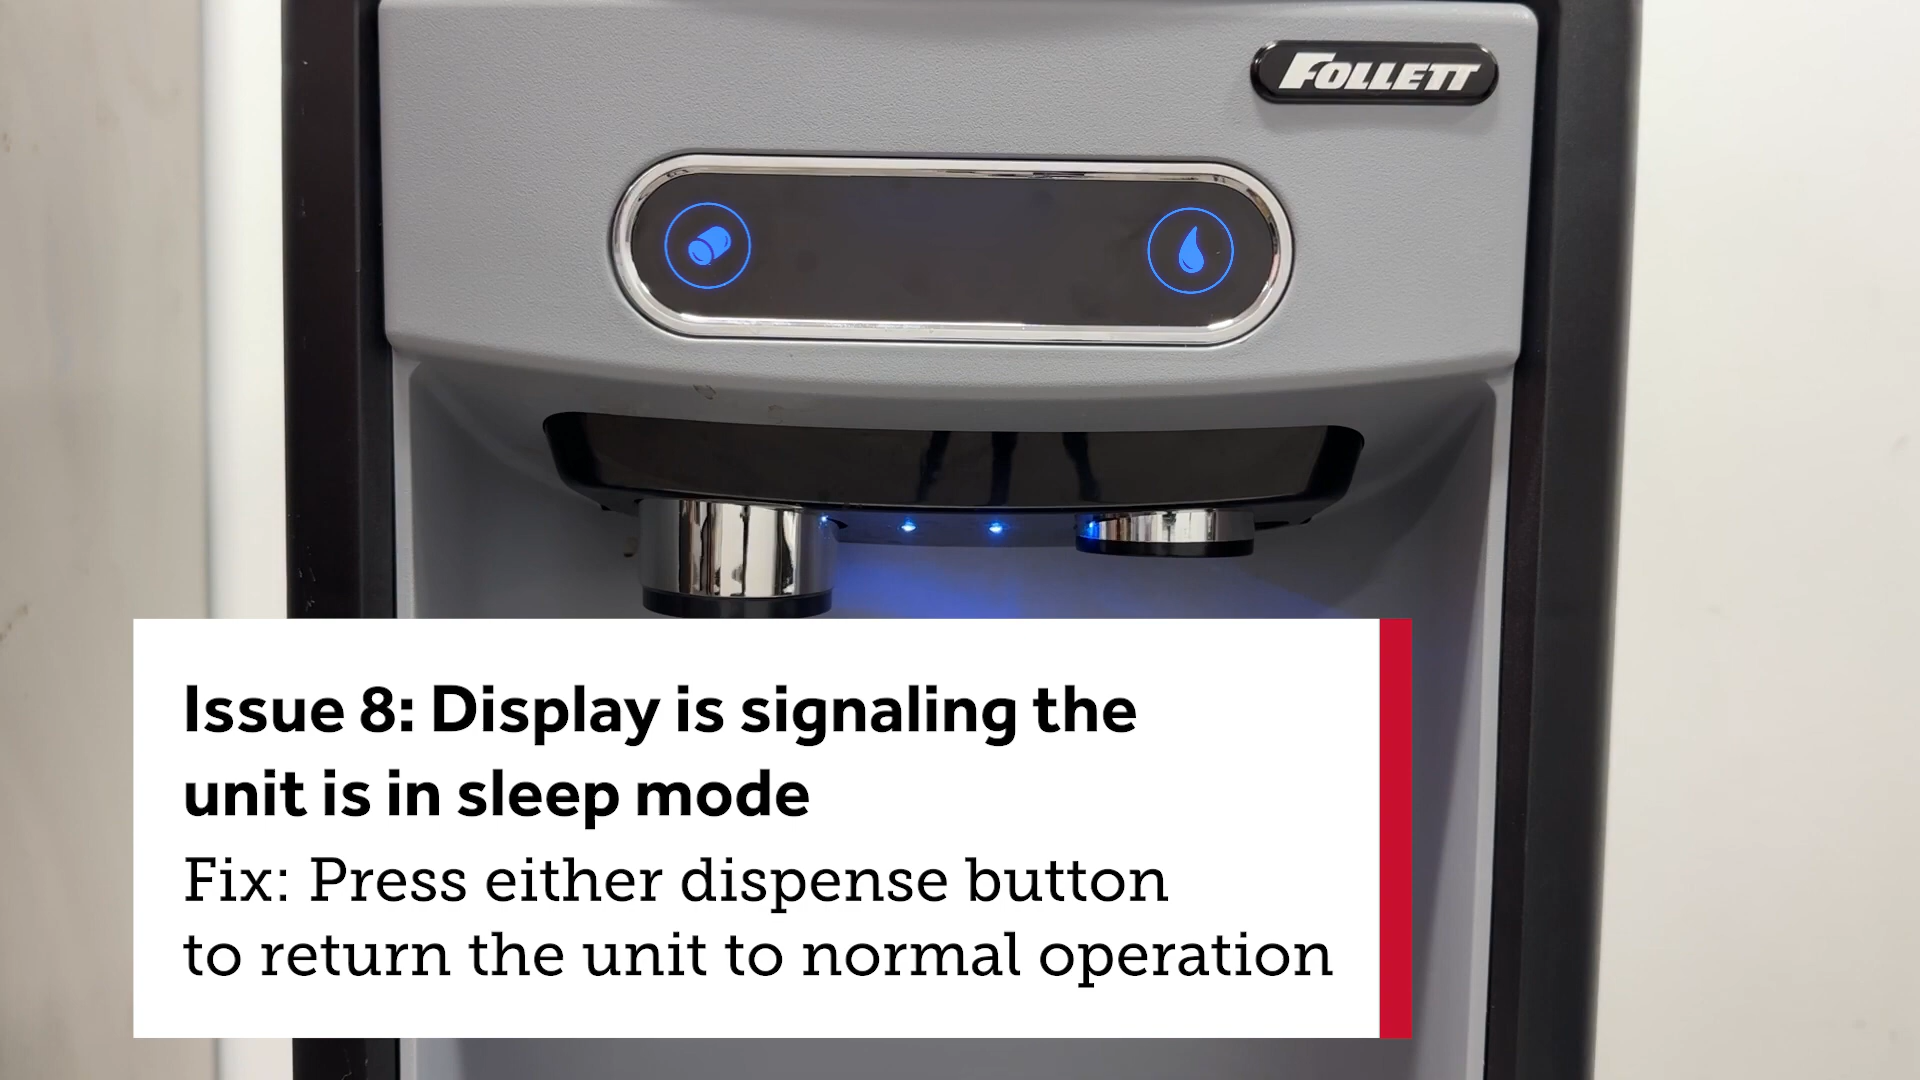 FOLLETT
Issue 8: Display is signaling the
unit is in sleep mode
Fix: Press either dispense button
to return the unit to normal operation